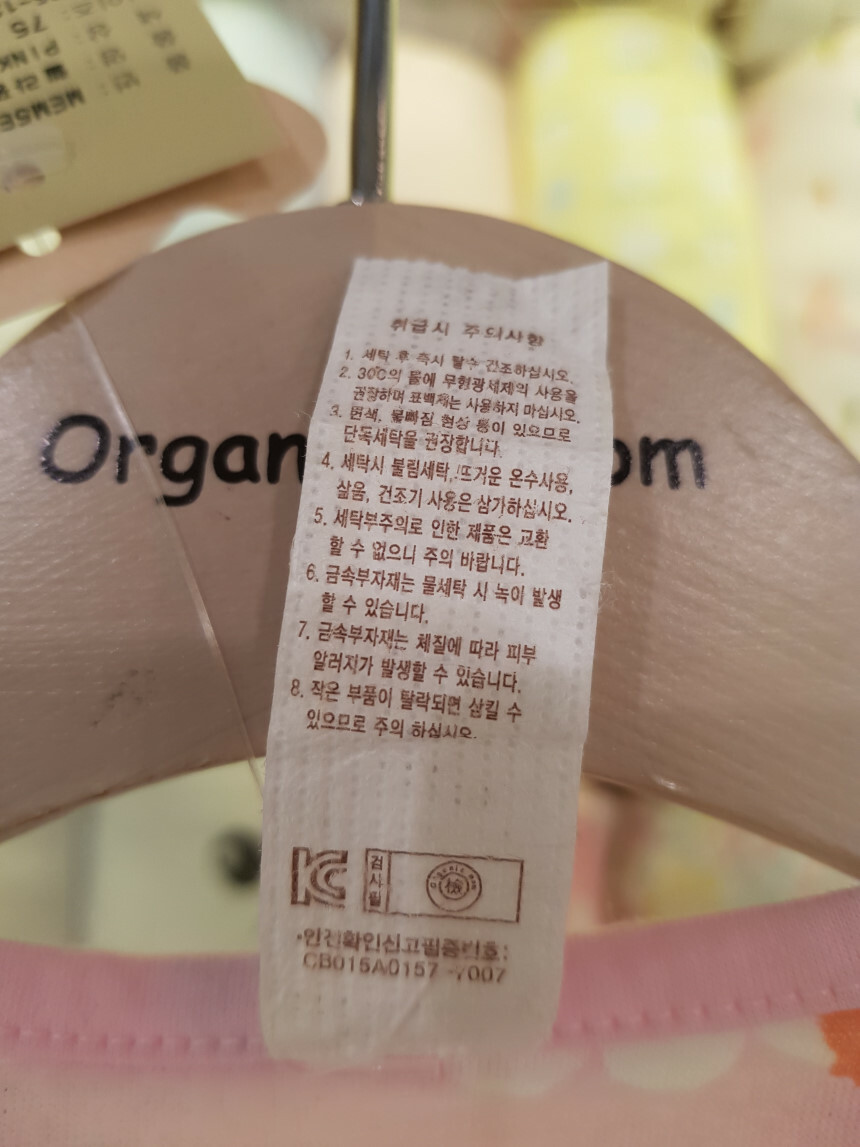 75
PINK
취급시 주의사항
1. 세탁 후 즉시 탈수 건조하십시오.
2. 30C의 물에 무형광세제의 사용을
권장하며 표백제는 사용하지 마십시오.
3. 변색, 물빠짐 현상 등이 있으므로
단독세탁을 권장합니다.
4. 세탁시 불림세탁, 뜨거운 온수사용,
삶음, 건조기 사용은 삼가하십시오.
5. 세탁부주의로 인한 제품은 교환
할 수 없으니 주의 바랍니다.
6. 금속부자재는 물세탁 시 녹이 발생
할 수 있습니다.
7. 금속부자재는 체질에 따라 피부
알러지가 발생할 수 있습니다.
8. 작은 부품이 탈락되면 삼킬 수
있으므로 주의 하십시오.
KC 검사필 檢
•안전확인신고필증번호:
CB015A0157-7007